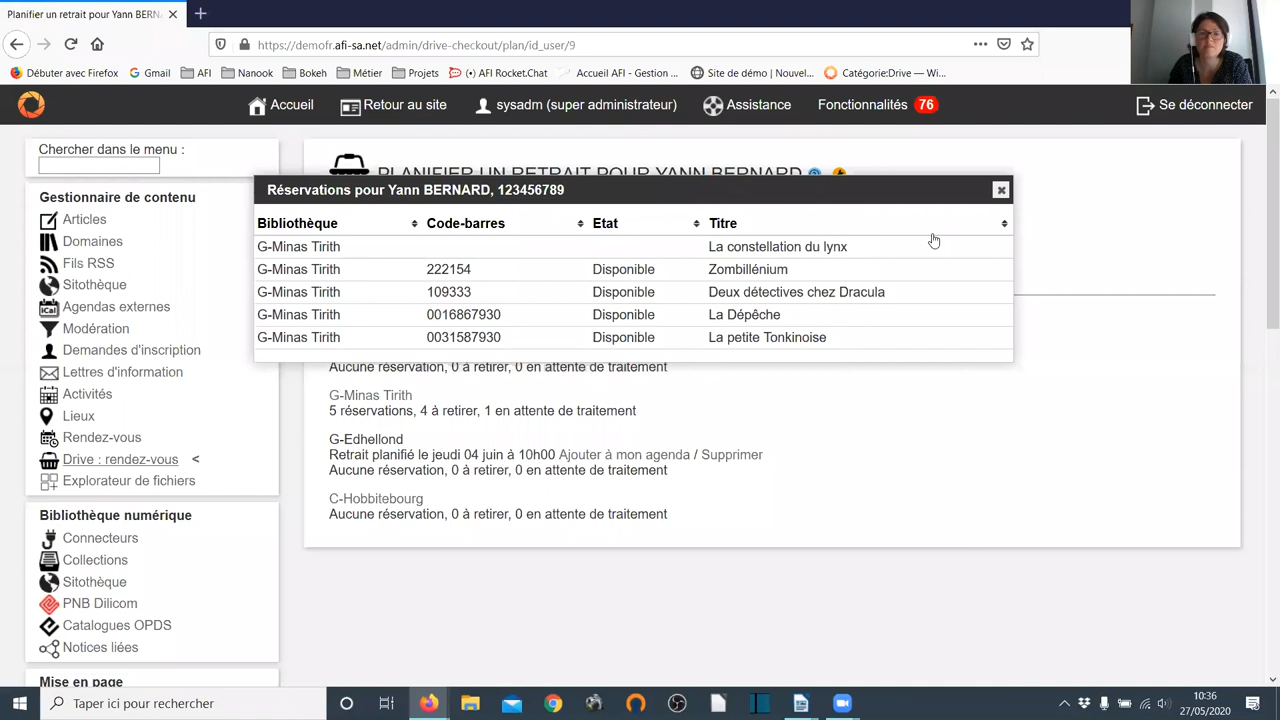 Planifier un retrait pour Yann BERN
https://demofr.afi-sa.net/admin/drive-checkout/plan/id_user/9
Débuter avec Firefox
Gmail
AFI
Nanook
Bokeh
Métier
Projets
(•) AFI Rocket.Chat
Accueil AFI - Gestion ...
Site de démo | Nouvel...
Catégorie:Drive — Wi...
Accueil
Retour au site
sysadm (super administrateur)
Assistance
Fonctionnalités 76
Se déconnecter
Chercher dans le menu :
Gestionnaire de contenu
Articles
Domaines
Fils RSS
Sitothèque
Agendas externes
Modération
Demandes d'inscription
Lettres d'information
Activités
Lieux
Rendez-vous
Drive : rendez-vous <
Explorateur de fichiers
Bibliothèque numérique
Connecteurs
Collections
Sitothèque
PNB Dilicom
Catalogues OPDS
Notices liées
Mise en page
PLANIFIER UN RETRAIT POUR YANN BERNARD
Réservations pour Yann BERNARD, 123456789
Bibliothèque Code-barres Etat Titre
G-Minas Tirith La constellation du lynx
G-Minas Tirith 222154 Disponible Zombillénium
G-Minas Tirith 109333 Disponible Deux détectives chez Dracula
G-Minas Tirith 0016867930 Disponible La Dépêche
G-Minas Tirith 0031587930 Disponible La petite Tonkinoise
Aucune réservation, 0 à retirer, 0 en attente de traitement
G-Minas Tirith
5 réservations, 4 à retirer, 1 en attente de traitement
G-Edhellond
Retrait planifié le jeudi 04 juin à 10h00 Ajouter à mon agenda / Supprimer
Aucune réservation, 0 à retirer, 0 en attente de traitement
C-Hobbitebourg
Aucune réservation, 0 à retirer, 0 en attente de traitement
Taper ici pour rechercher
10:36
27/05/2020